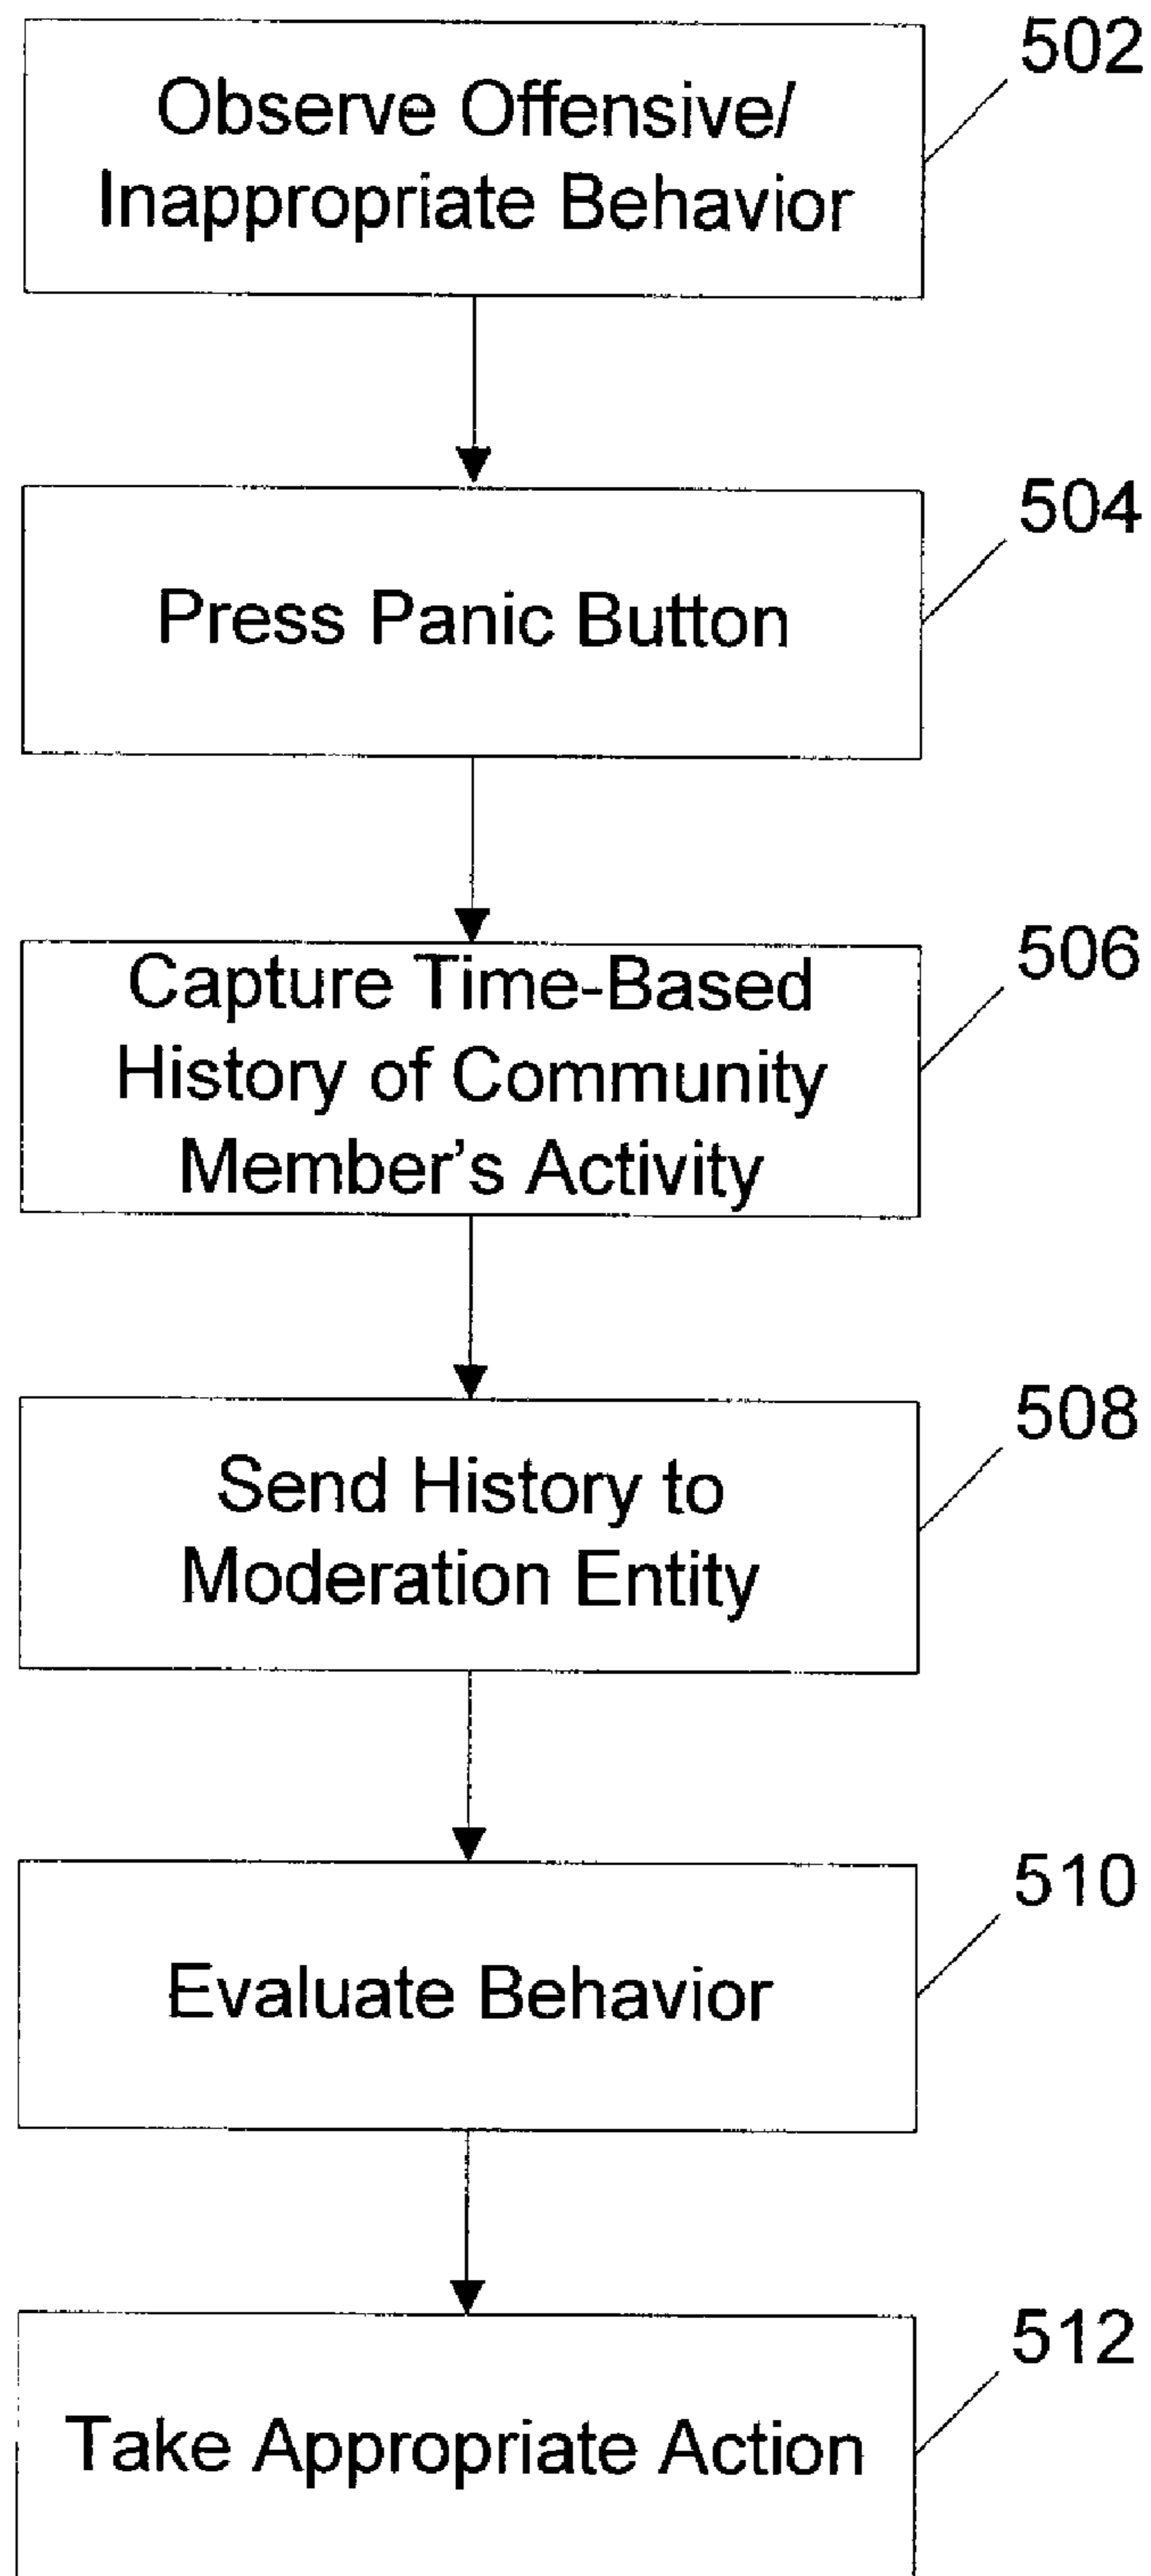 Observe Offensive/
Inappropriate Behavior
502
Press Panic Button
504
Capture Time-Based
History of Community
Member's Activity
506
Send History to
Moderation Entity
508
Evaluate Behavior
510
Take Appropriate Action
512